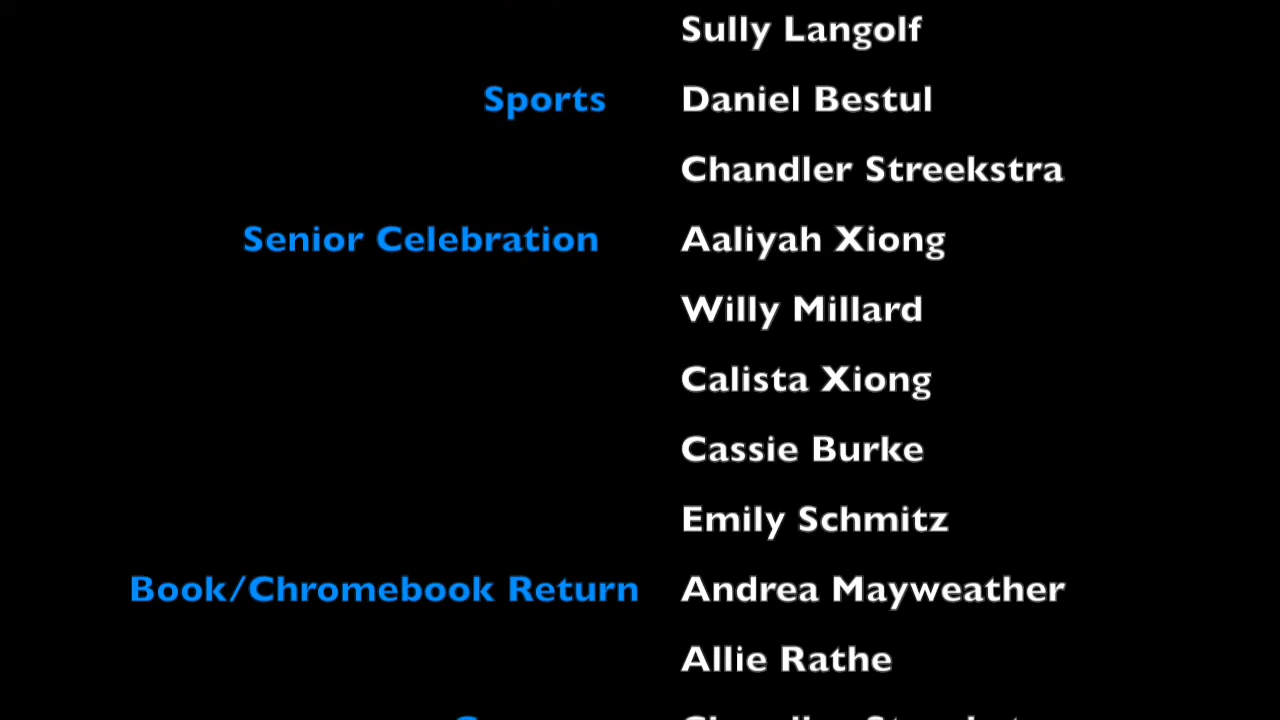 Sully Langolf
Sports Daniel Bestul
Chandler Streekstra
Senior Celebration Aaliyah Xiong
Willy Millard
Calista Xiong
Cassie Burke
Emily Schmitz
Book/Chromebook Return Andrea Mayweather
Allie Rathe